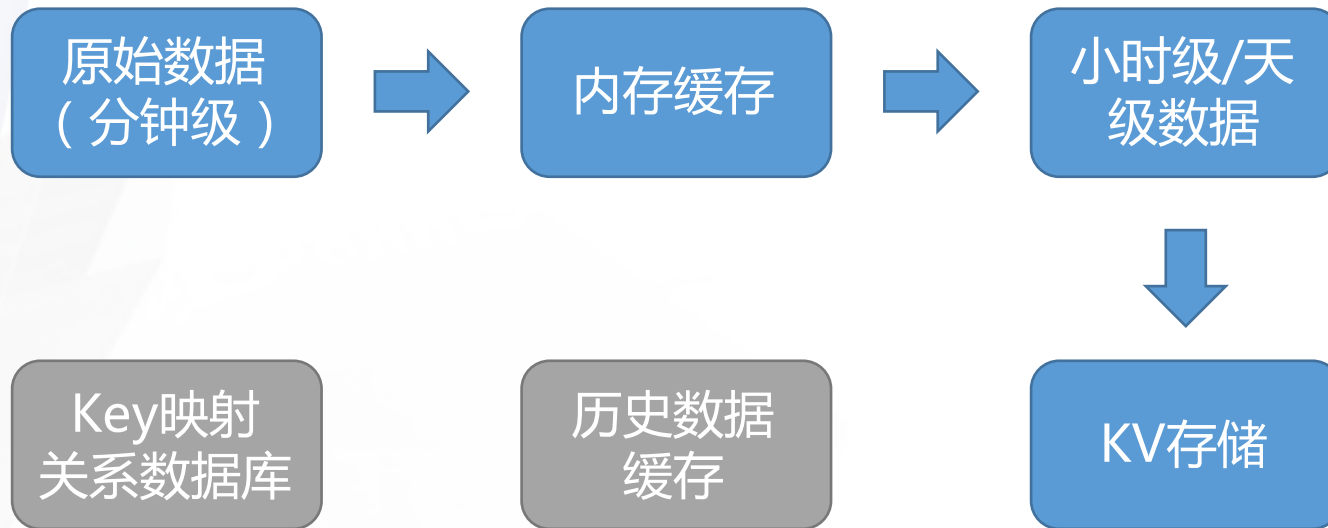 原始数据
（分钟级）
内存缓存
小时级/天
级数据
Key映射
关系数据库
历史数据
缓存
KV存储